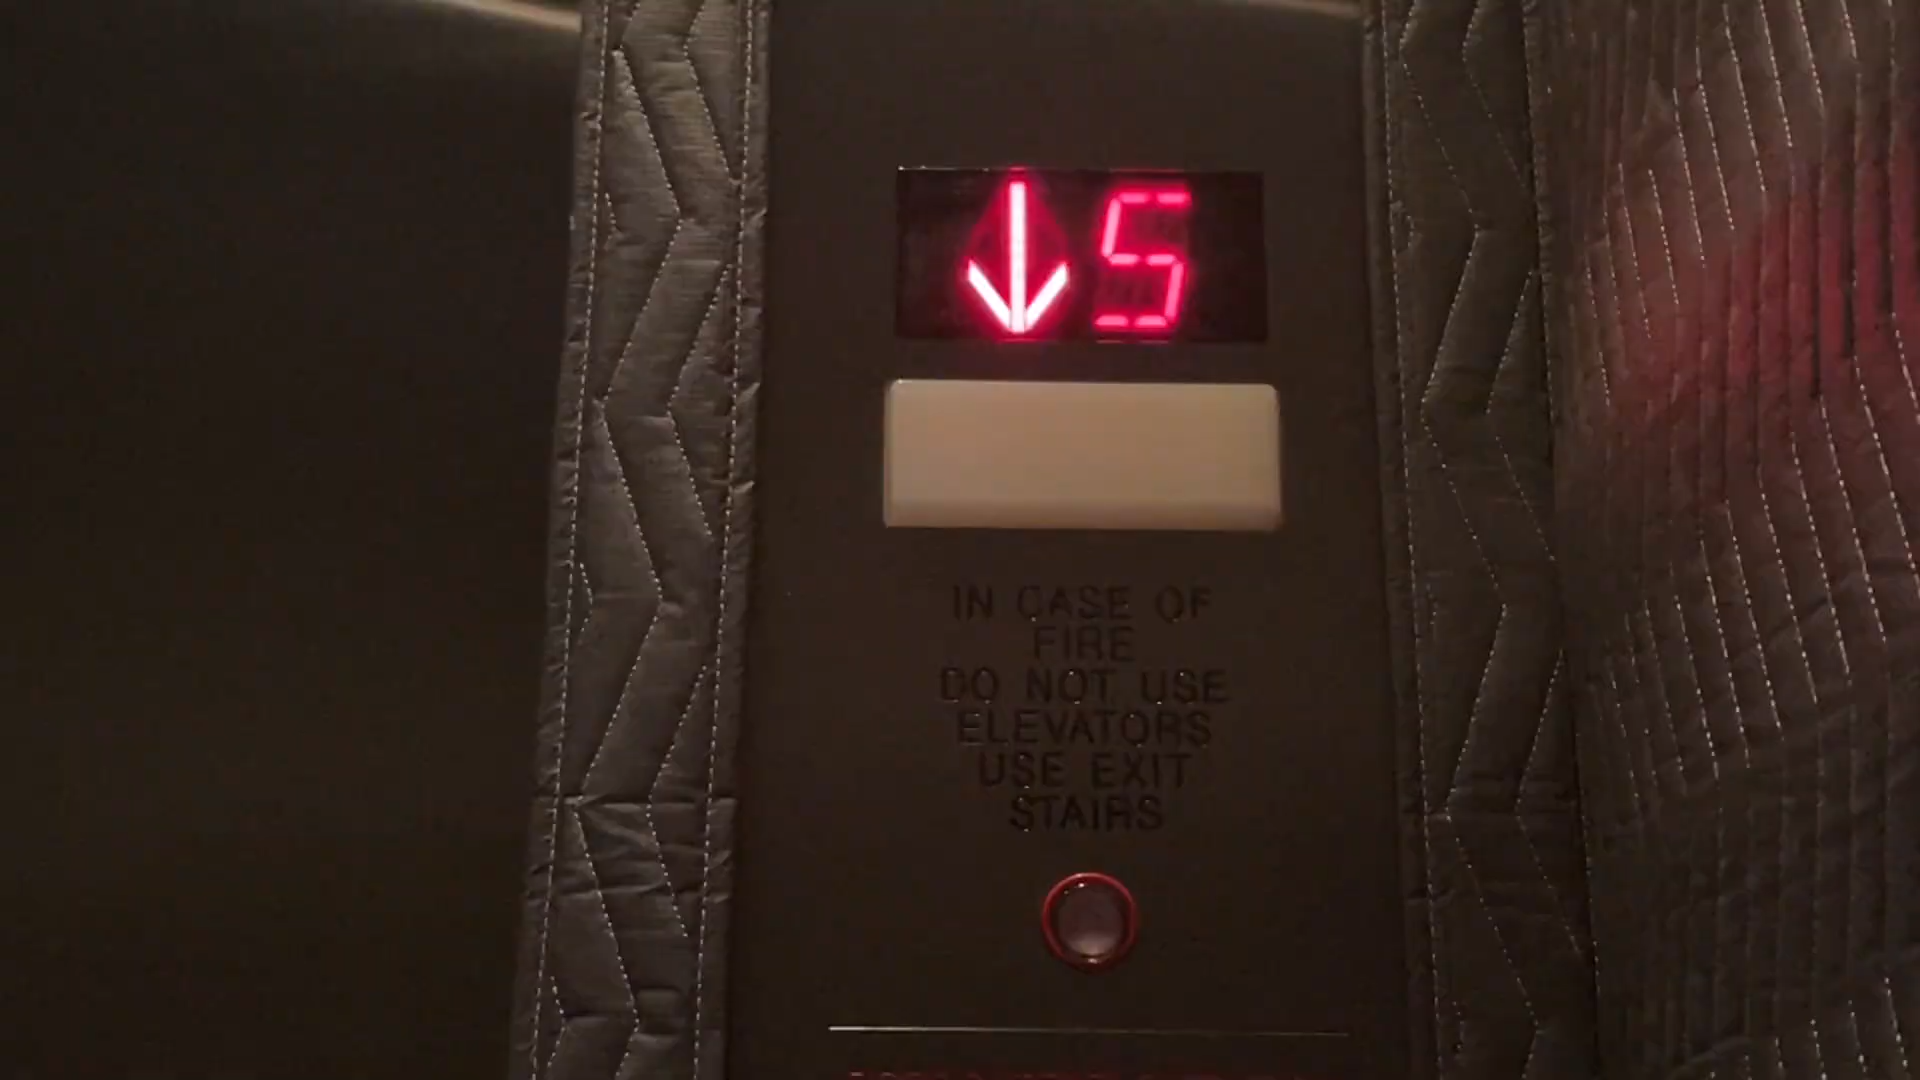 5
IN CASE OF
FIRE
DO NOT USE
ELEVATORS
USE EXIT
STAIRS